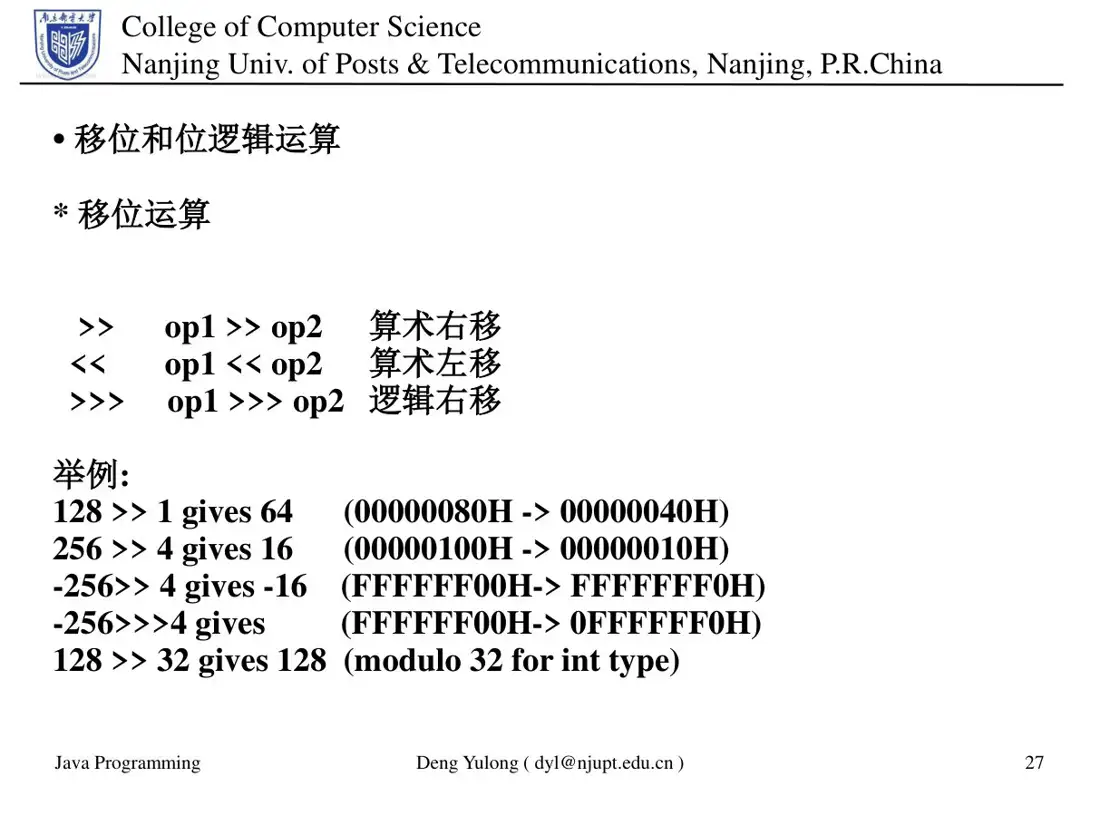 College of Computer Science
Nanjing Univ. of Posts & Telecommunications, Nanjing, P.R.China
• 移位和位逻辑运算
* 移位运算
>> op1 >> op2 算术右移
<< op1 << op2 算术左移
>>> op1 >>> op2 逻辑右移
举例:
128 >> 1 gives 64 (00000080H -> 00000040H)
256 >> 4 gives 16 (00000100H -> 00000010H)
-256>> 4 gives -16 (FFFFFF00H-> FFFFFFF0H)
-256>>>4 gives (FFFFFF00H-> 0FFFFFF0H)
128 >> 32 gives 128 (modulo 32 for int type)
Java Programming
Deng Yulong ( dyl@njupt.edu.cn )
27